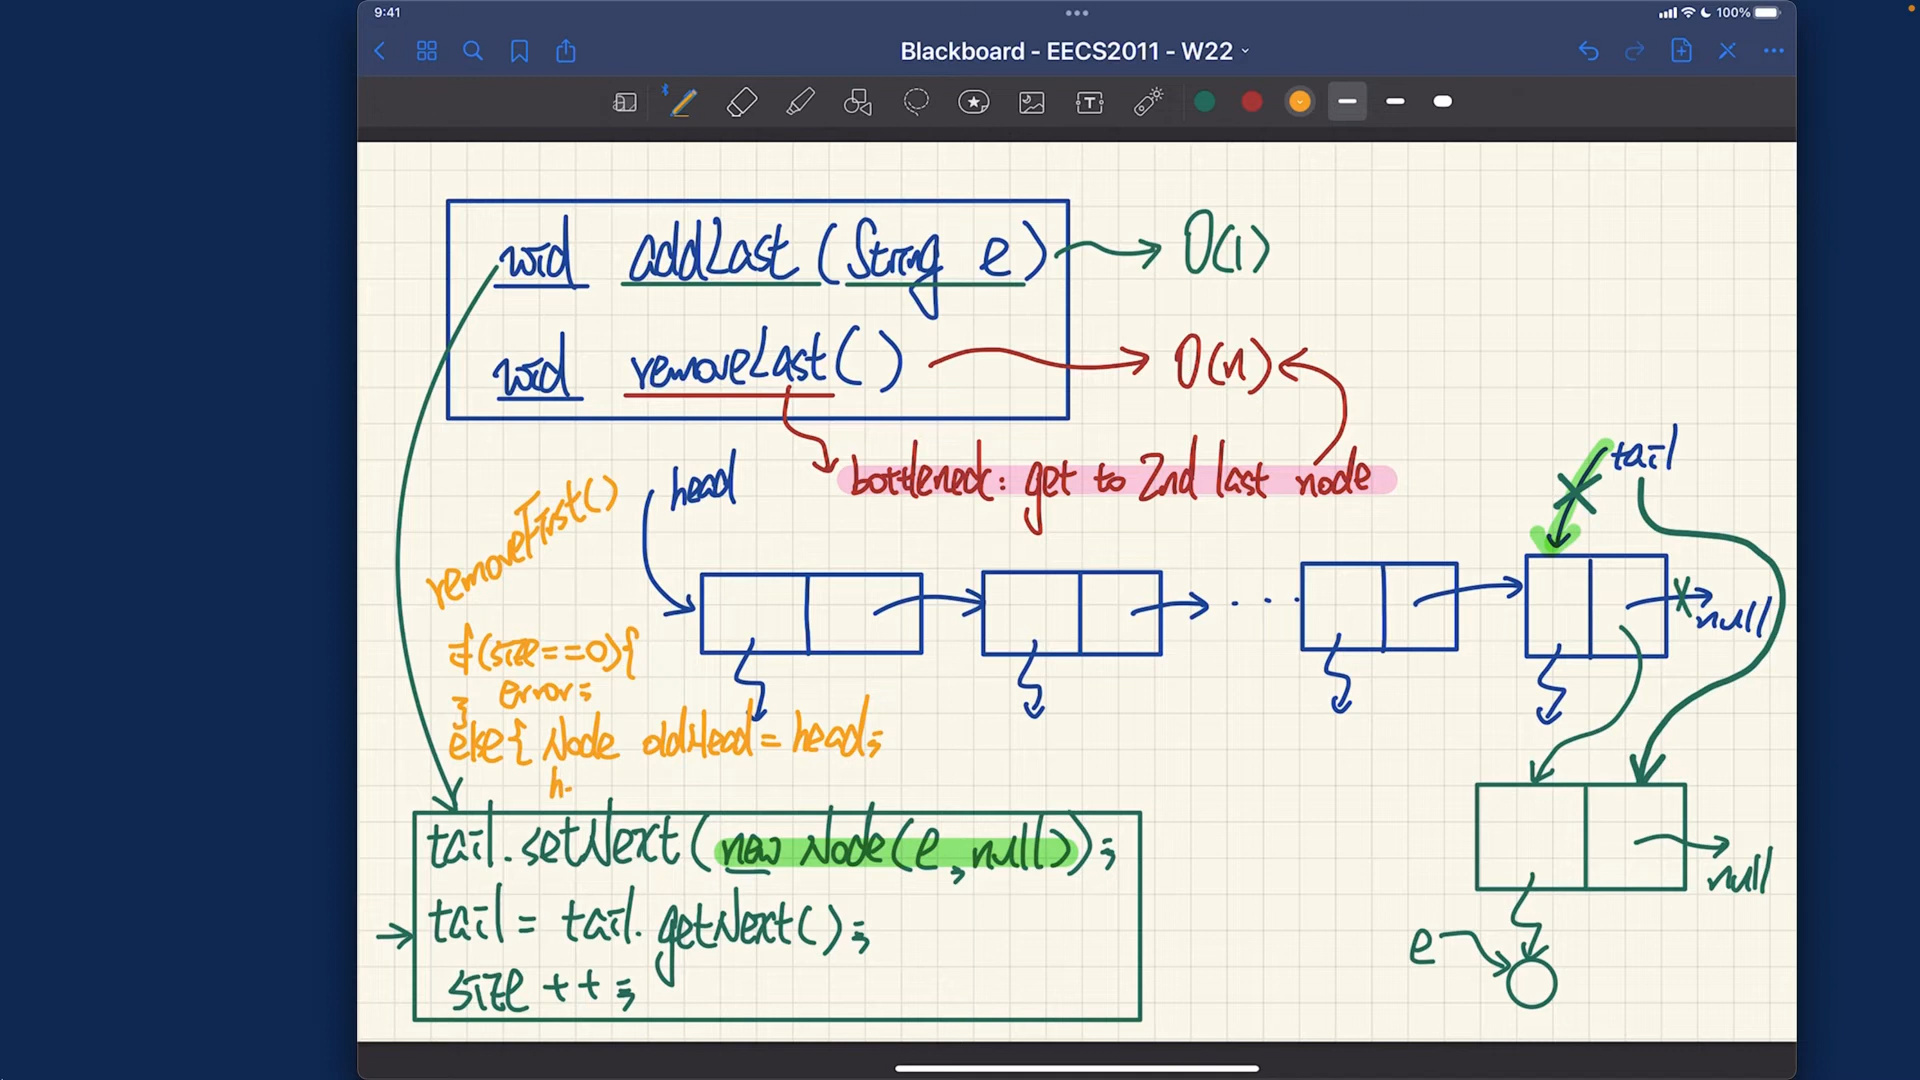 9:41
100%
Blackboard - EECS2011 - W22
void addLast (String e) → O(1)
void removeLast() → O(n)
bottleneck: get to 2nd last node
head
tail
removeFirst()
null
if (size==0){
error;
}
else { Node oldHead = head;
h.
tail.setNext(new Node(e, null));
null
tail = tail.getNext();
e
size ++;